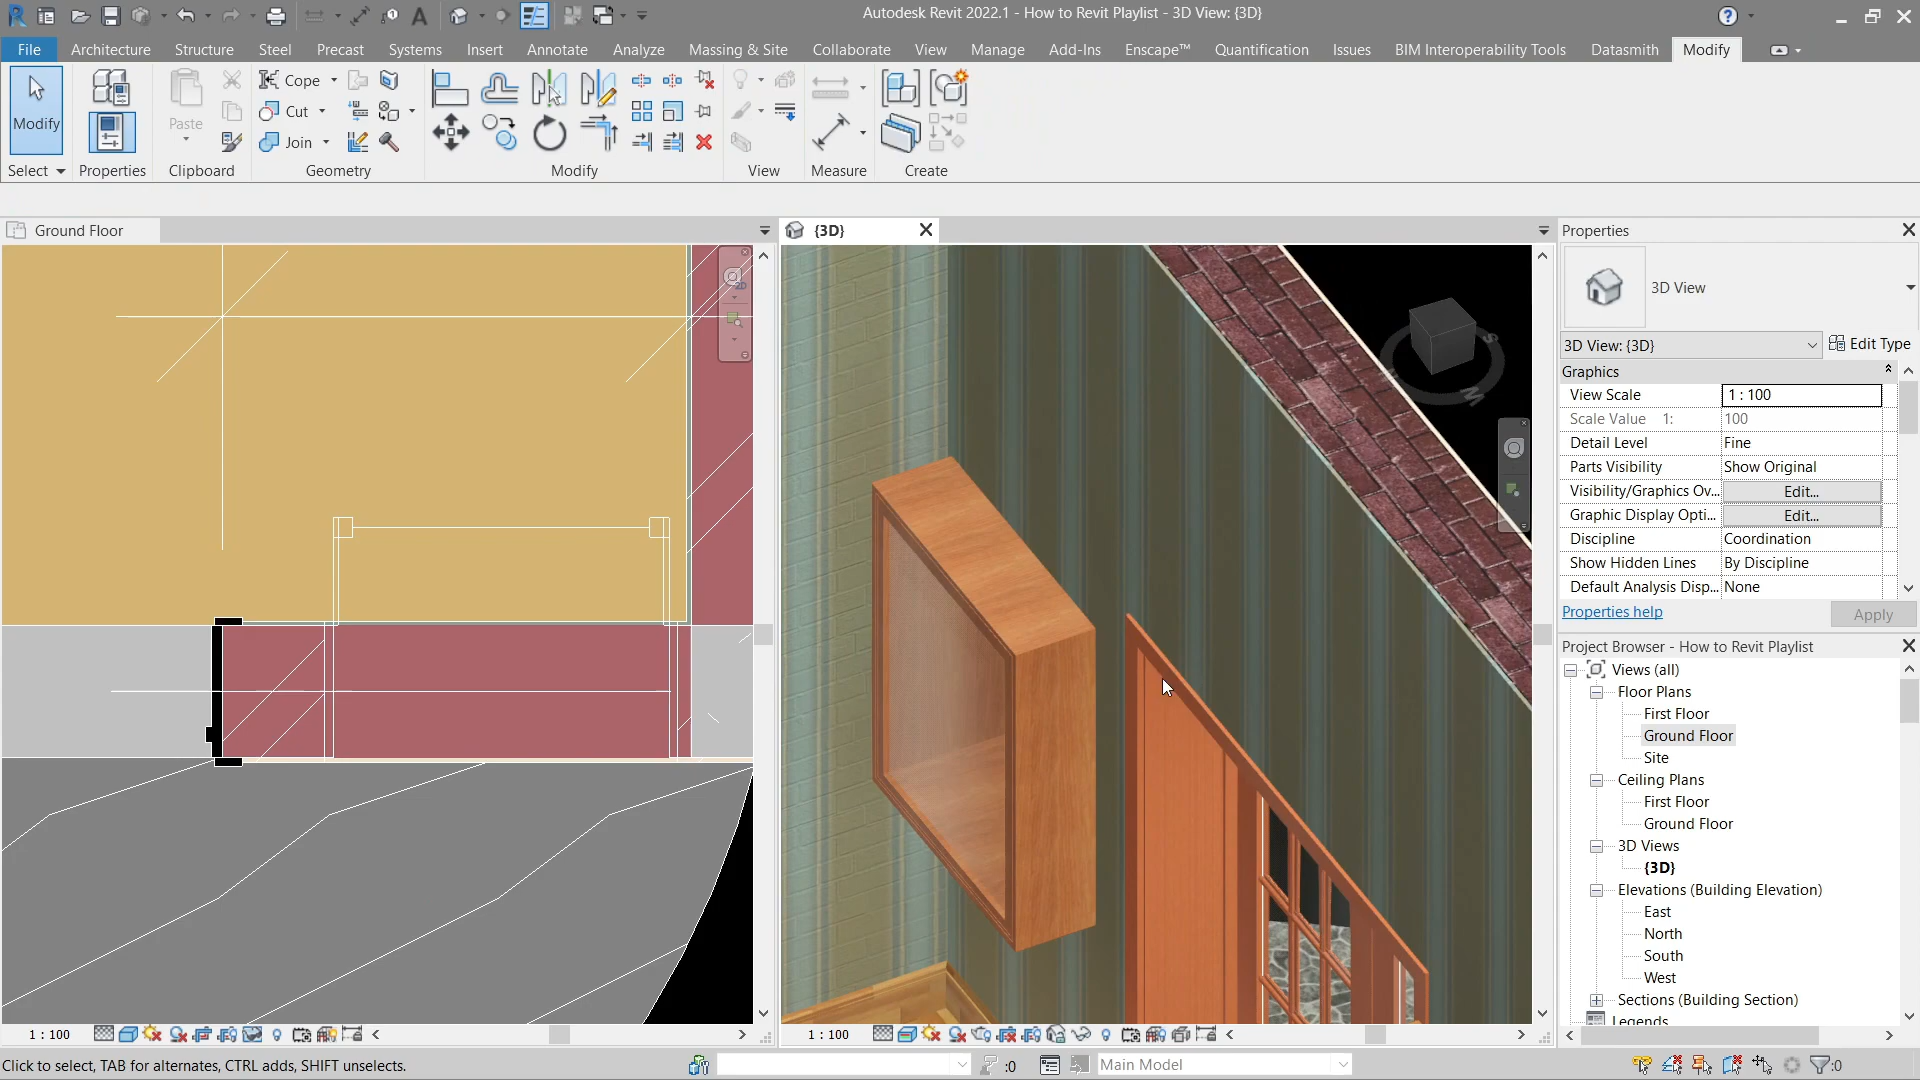 Autodesk Revit 2022.1 - How to Revit Playlist - 3D View: {3D}
File Architecture Structure Steel Precast Systems Insert Annotate Analyze Massing & Site Collaborate View Manage Add-Ins Enscape™ Quantification Issues BIM Interoperability Tools Datasmith Modify
Modify
Paste
Cope
Cut
Join
Select Properties Clipboard Geometry Modify View Measure Create
Ground Floor
{3D}
Properties
3D View
3D View: {3D}
Edit Type
Graphics
View Scale 1 : 100
Scale Value 1: 100
Detail Level Fine
Parts Visibility Show Original
Visibility/Graphics Ov... Edit...
Graphic Display Opti... Edit...
Discipline Coordination
Show Hidden Lines By Discipline
Default Analysis Disp... None
Properties help
Apply
Project Browser - How to Revit Playlist
Views (all)
Floor Plans
First Floor
Ground Floor
Site
Ceiling Plans
First Floor
Ground Floor
3D Views
{3D}
Elevations (Building Elevation)
East
North
South
West
Sections (Building Section)
Legends
1 : 100
1 : 100
Click to select, TAB for alternates, CTRL adds, SHIFT unselects.
:0
Main Model
:0